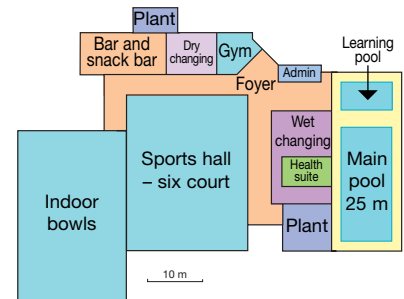 Plant
Bar and
snack bar
Dry
changing
Gym
Learning
pool
Admin
Foyer
Wet
changing
Health
suite
Sports hall
– six court
Main
pool
25 m
Indoor
bowls
Plant
10 m